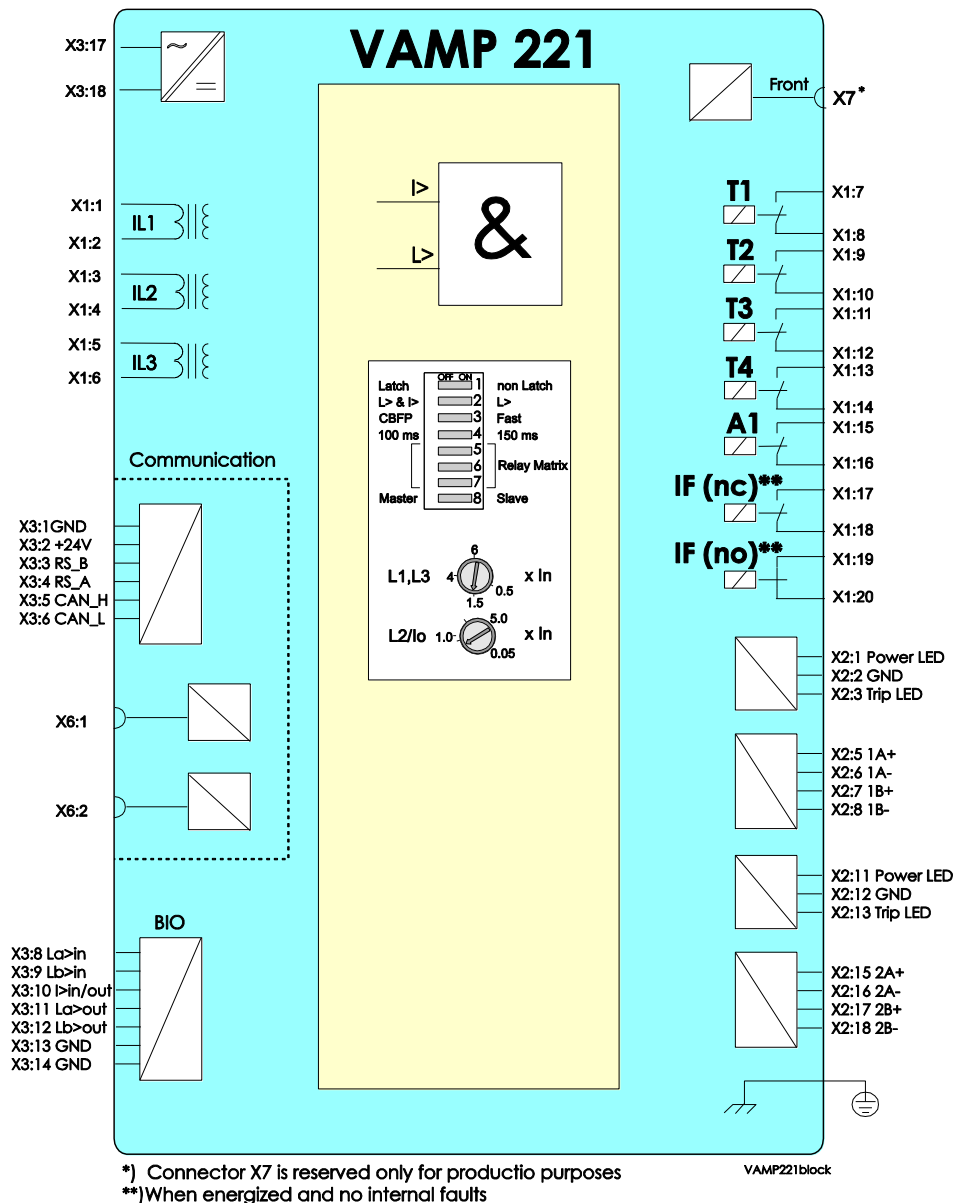 VAMP 221
X3:17
X3:18
Front
X7*
I>
L>
&
X1:1
X1:2
IL1
X1:3
X1:4
IL2
X1:5
X1:6
IL3
T1
X1:7
X1:8
T2
X1:9
X1:10
T3
X1:11
X1:12
T4
X1:13
X1:14
A1
X1:15
X1:16
IF (nc)**
X1:17
X1:18
IF (no)**
X1:19
X1:20
OFF ON
Latch 1 non Latch
L> & I> 2 L>
CBFP 3 Fast
100 ms 4 150 ms
5
6 Relay Matrix
7
Master 8 Slave
L1,L3 4 6 0.5 1.5 x In
L2/Io 1.0 5.0 0.05 x In
Communication
X3:1GND
X3:2 +24V
X3:3 RS_B
X3:4 RS_A
X3:5 CAN_H
X3:6 CAN_L
X6:1
X6:2
BIO
X3:8 La>in
X3:9 Lb>in
X3:10 I>in/out
X3:11 La>out
X3:12 Lb>out
X3:13 GND
X3:14 GND
X2:1 Power LED
X2:2 GND
X2:3 Trip LED
X2:5 1A+
X2:6 1A-
X2:7 1B+
X2:8 1B-
X2:11 Power LED
X2:12 GND
X2:13 Trip LED
X2:15 2A+
X2:16 2A-
X2:17 2B+
X2:18 2B-
*) Connector X7 is reserved only for productio purposes
**)When energized and no internal faults
VAMP221block